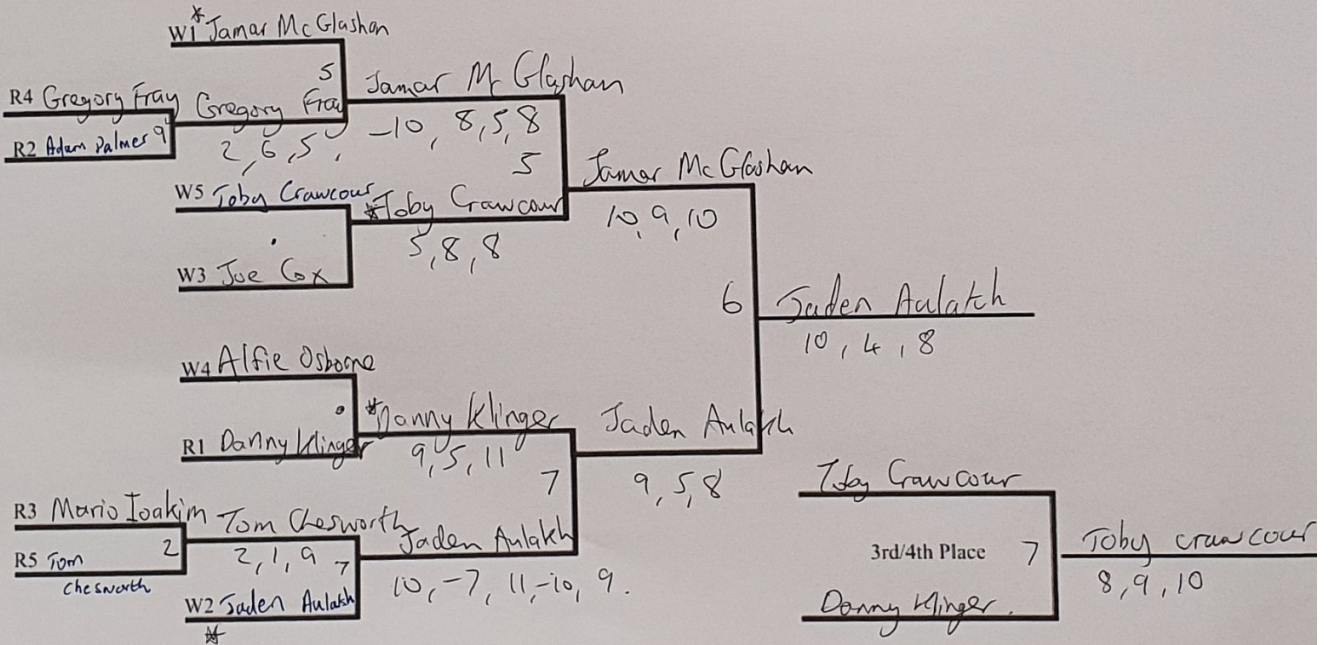 W1 * Jamar McGlashan
5
R4 Gregory Fray
Gregory Fray
Jamar McGlashan
R2 Adam Palmer 9
2, 6, 5,
-10, 8, 5, 8
5
Jamar McGlashan
W5 Toby Crawcour
*Toby Crawcour
10, 9, 10
5, 8, 8
W3 Joe Cox
6 Jaden Aulakh
10, 4, 8
W4 Alfie Osborne
*Danny Klinger
Jaden Aulakh
R1 Danny Klinger
9, 5, 11
7
9, 5, 8
Toby Crawcour
R3 Mario Ioakim
Tom Chesworth
2
2, 1, 9
7
Jaden Aulakh
R5 Tom
chesworth
10, -7, 11, -10, 9.
W2 Jaden Aulakh
*
3rd/4th Place 7
Toby crawcour
8, 9, 10
Danny Klinger.